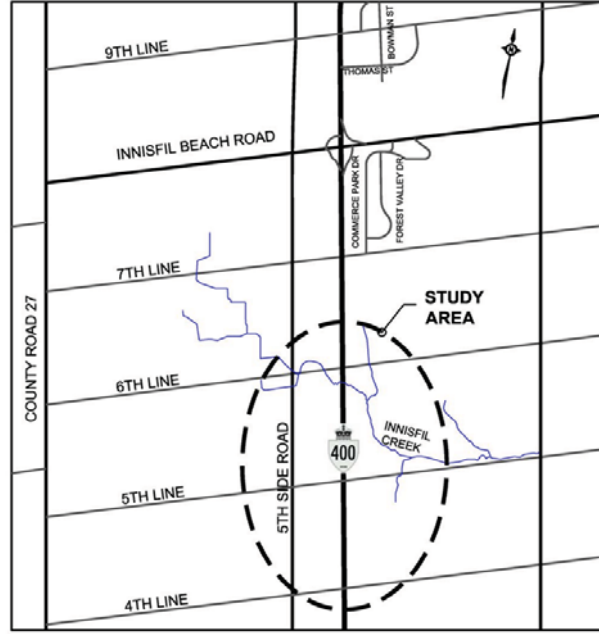 9TH LINE
BOWMAN ST
THOMAS ST
INNISFIL BEACH ROAD
COMMERCE PARK DR
FOREST VALLEY DR
7TH LINE
COUNTY ROAD 27
STUDY
AREA
6TH LINE
INNISFIL
CREEK
400
5TH SIDE ROAD
5TH LINE
4TH LINE